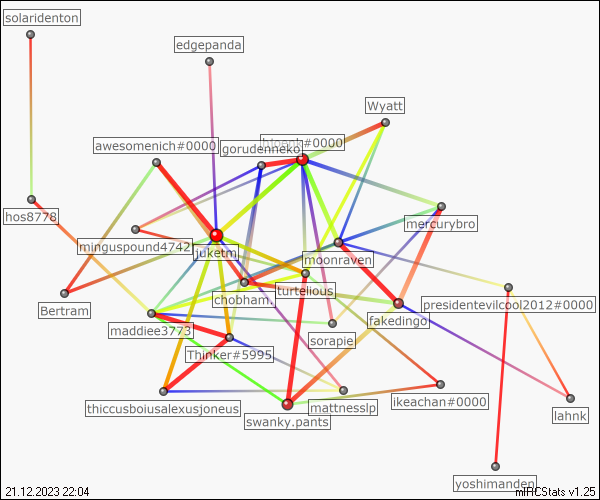 solaridenton
edgepanda
Wyatt
awesomenich#0000
gorudenneko
hos8778
mercurybro
minguspound4742
juketm
moonraven
chobham.
turtelious
presidentevilcool2012#0000
Bertram
fakedingo
maddiee3773
sorapie
Thinker#5995
thiccusboiusalexusjoneus
mattnesslp
ikeachan#0000
lahnk
swanky.pants
yoshimanden
21.12.2023 22:04
mIRCStats v1.25